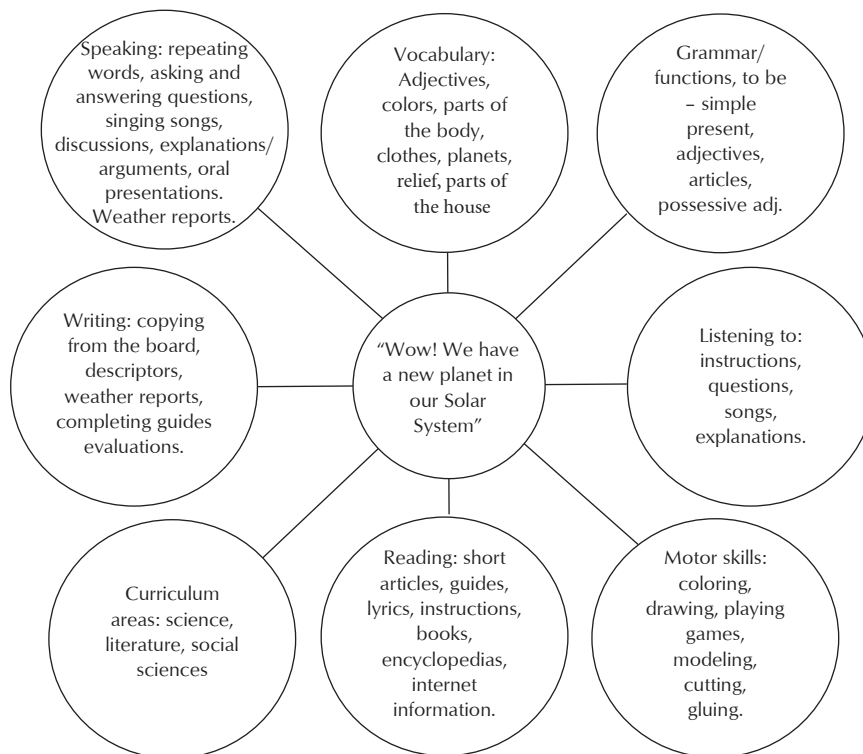 Speaking: repeating
words, asking and
answering questions,
singing songs,
discussions, explanations/
arguments, oral
presentations.
Weather reports.
Vocabulary:
Adjectives,
colors, parts of
the body,
clothes, planets,
relief, parts of
the house
Grammar/
functions, to be
– simple
present,
adjectives,
articles,
possessive adj.
Writing: copying
from the board,
descriptors,
weather reports,
completing guides
evaluations.
“Wow! We have
a new planet in
our Solar
System”
Listening to:
instructions,
questions,
songs,
explanations.
Curriculum
areas: science,
literature, social
sciences
Reading: short
articles, guides,
lyrics, instructions,
books,
encyclopedias,
internet
information.
Motor skills:
coloring,
drawing, playing
games,
modeling,
cutting,
gluing.